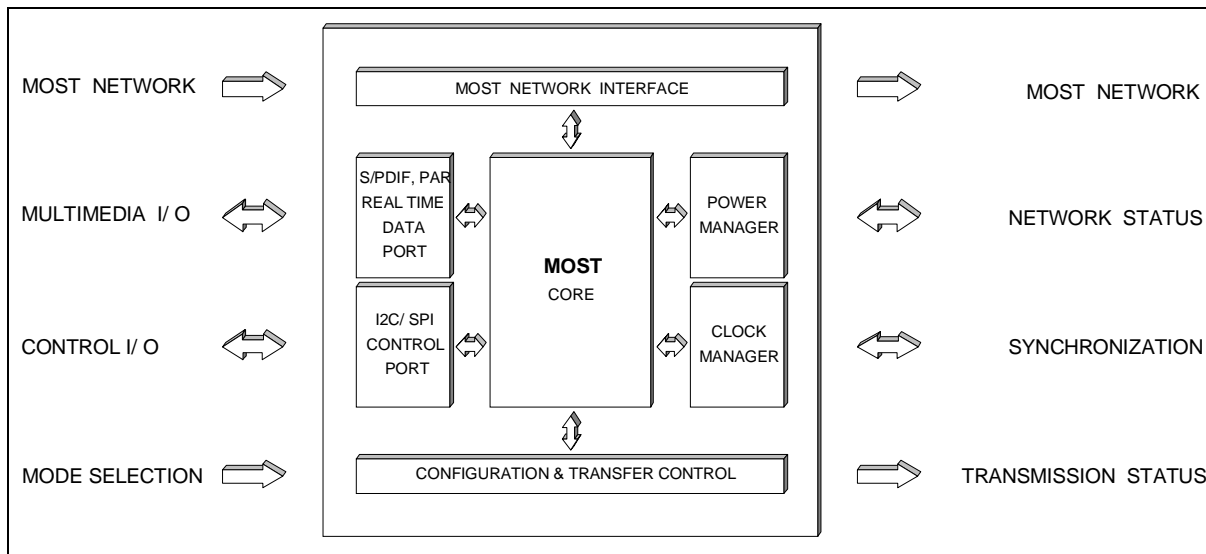 MOST NETWORK
MULTIMEDIA I/ O
CONTROL I/ O
MODE SELECTION
MOST NETWORK INTERFACE
S/PDIF, PAR
REAL TIME
DATA
PORT
I2C/ SPI
CONTROL
PORT
MOST
CORE
POWER
MANAGER
CLOCK
MANAGER
CONFIGURATION & TRANSFER CONTROL
MOST NETWORK
NETWORK STATUS
SYNCHRONIZATION
TRANSMISSION STATUS